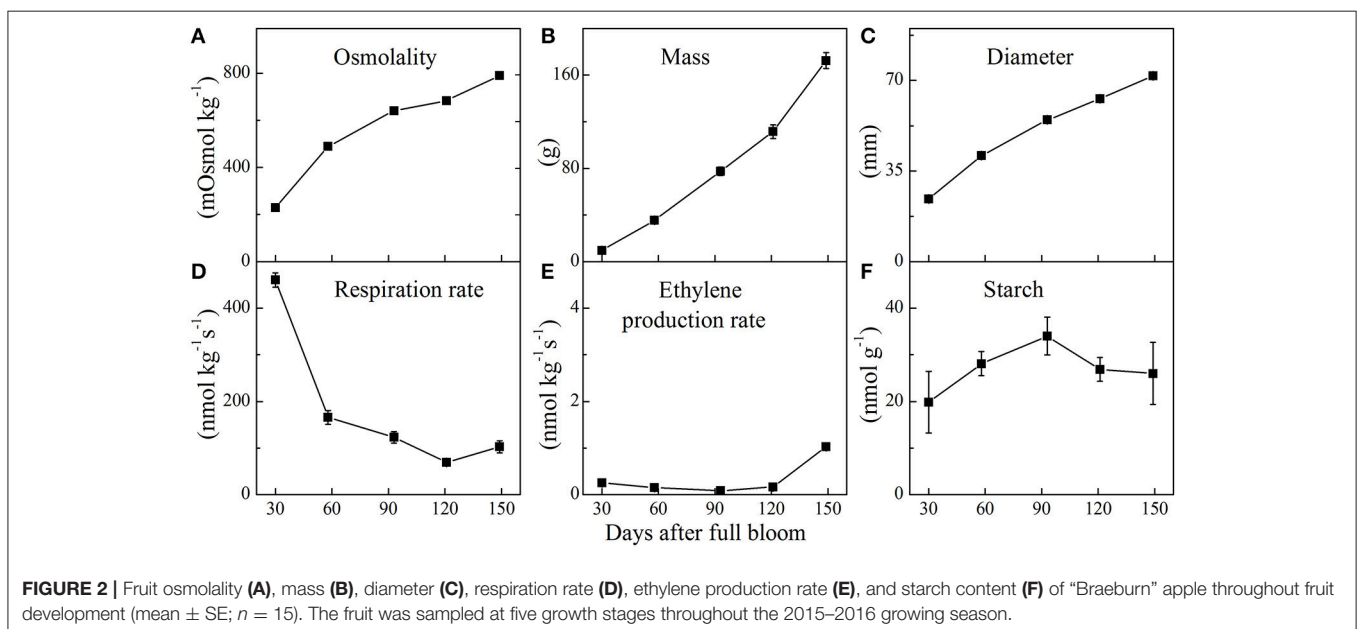 A
Osmolality
(mOsmol kg⁻¹)
800
400
0
B
Mass
(g)
160
80
0
C
Diameter
(mm)
70
35
0
D
Respiration rate
(nmol kg⁻¹s⁻¹)
400
200
0
30 60 90 120 150
E
Ethylene
production rate
(nmol kg⁻¹s⁻¹)
4
2
0
30 60 90 120 150
Days after full bloom
F
Starch
(nmol g⁻¹)
40
20
0
30 60 90 120 150
FIGURE 2 | Fruit osmolality (A), mass (B), diameter (C), respiration rate (D), ethylene production rate (E), and starch content (F) of “Braeburn” apple throughout fruit
development (mean ± SE; n = 15). The fruit was sampled at five growth stages throughout the 2015–2016 growing season.